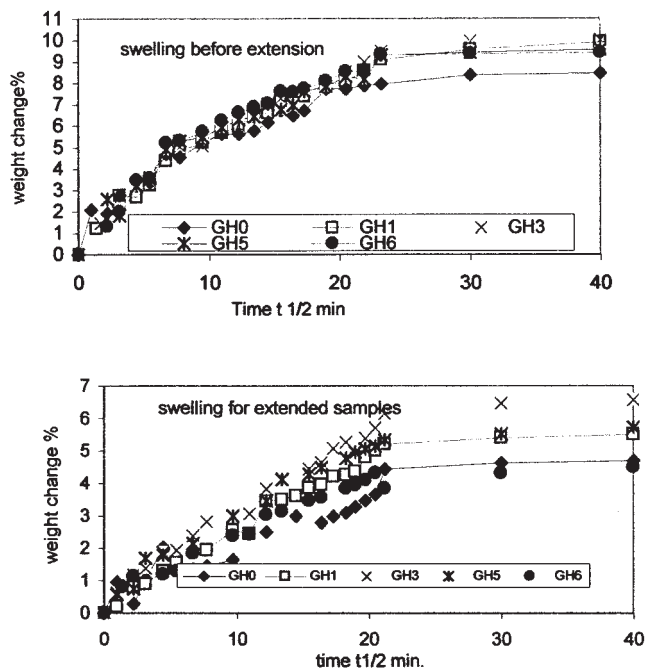 11
10
9
8
7
6
5
4
3
2
1
0
weight change%
swelling before extension
GH0 GH1 GH3
GH5 GH6
0 10 20 30 40
Time t 1/2 min
7
6
5
4
3
2
1
0
weight change %
swelling for extended samples
GH0 GH1 GH3 GH5 GH6
0 10 20 30 40
time t1/2 min.